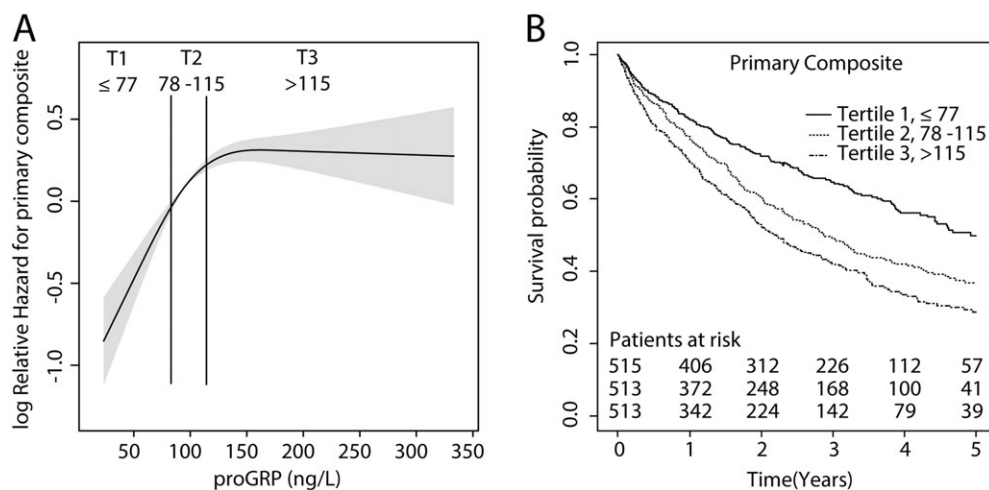 A
T1 T2 T3
≤ 77 78 -115 >115
log Relative Hazard for primary composite
0.5
0.0
-0.5
-1.0
50 100 150 200 250 300 350
proGRP (ng/L)
B
Primary Composite
Tertile 1, ≤ 77
Tertile 2, 78 -115
Tertile 3, >115
Survival probability
1.0
0.8
0.6
0.4
0.2
0.0
Patients at risk
515 406 312 226 112 57
513 372 248 168 100 41
513 342 224 142 79 39
0 1 2 3 4 5
Time(Years)